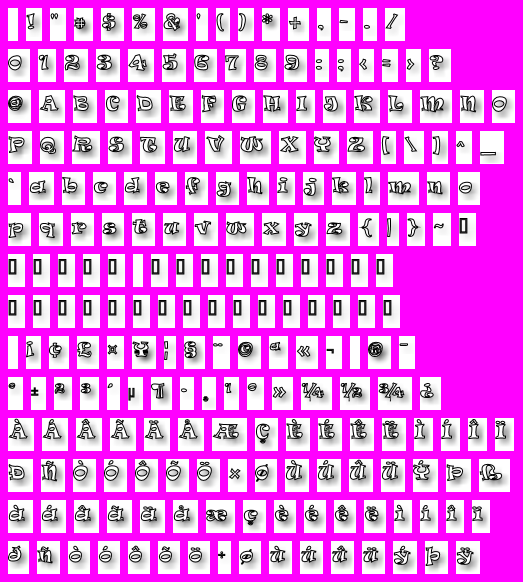 ! " # $ % & ' ( ) * + , - . /
0 1 2 3 4 5 6 7 8 9 : ; < = > ?
@ A B C D E F G H I J K L M N O
P Q R S T U V W X Y Z [ \ ] ^ _
` a b c d e f g h i j k l m n o
p q r s t u v w x y z { | } ~
¡ ¢ £ ¤ ¥ ¦ § ¨ © ª « ¬ ® ¯
° ± ² ³ ´ µ ¶ · ¸ ¹ º » ¼ ½ ¾ ¿
À Á Â Ã Ä Å Æ Ç È É Ê Ë Ì Í Î Ï
Ð Ñ Ò Ó Ô Õ Ö × Ø Ù Ú Û Ü Ý Þ ß
à á â ã ä å æ ç è é ê ë ì í î ï
ð ñ ò ó ô õ ö ÷ ø ù ú û ü ý þ ÿ